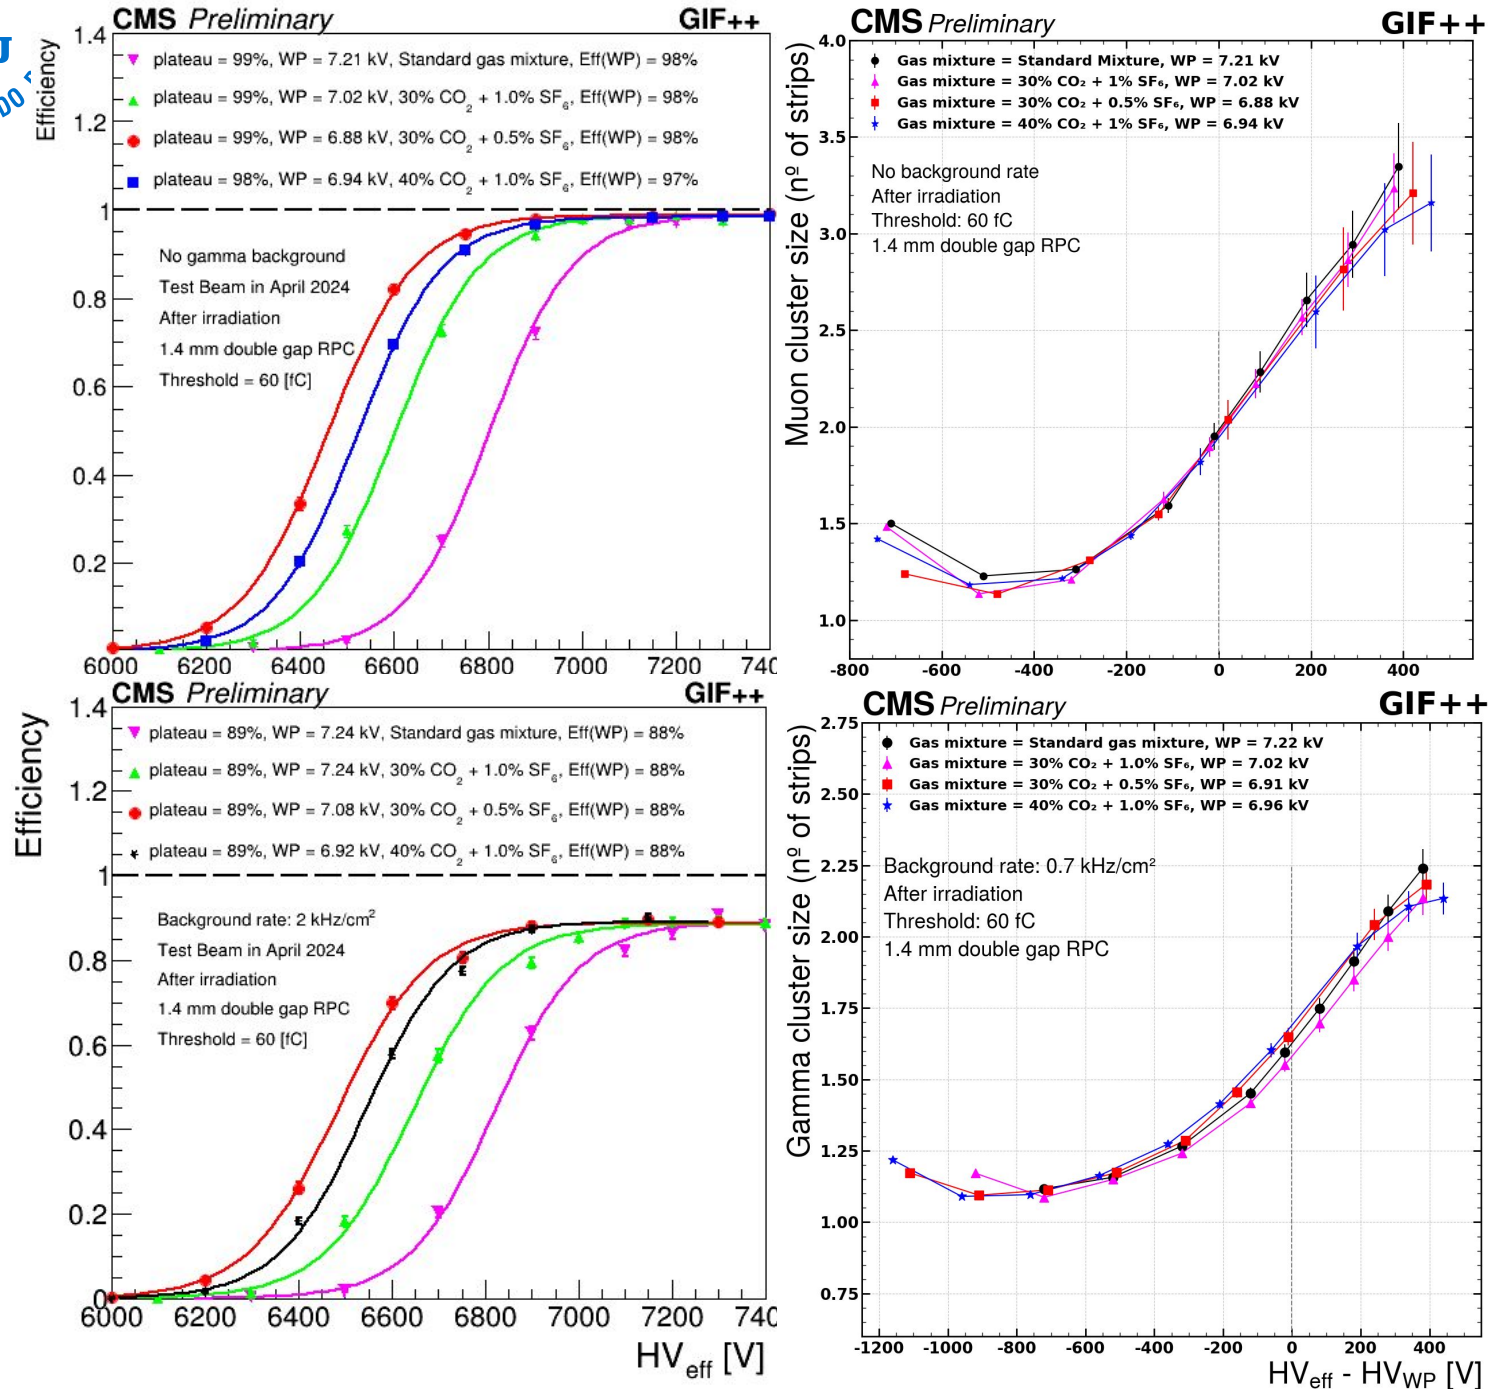 CMS Preliminary GIF++
Efficiency
1.4
1.2
1
0.8
0.6
0.4
0.2
plateau = 99%, WP = 7.21 kV, Standard gas mixture, Eff(WP) = 98%
plateau = 99%, WP = 7.02 kV, 30% CO2 + 1.0% SF6, Eff(WP) = 98%
plateau = 99%, WP = 6.88 kV, 30% CO2 + 0.5% SF6, Eff(WP) = 98%
plateau = 98%, WP = 6.94 kV, 40% CO2 + 1.0% SF6, Eff(WP) = 97%
No gamma background
Test Beam in April 2024
After irradiation
1.4 mm double gap RPC
Threshold = 60 [fC]
6000 6200 6400 6600 6800 7000 7200 740
CMS Preliminary GIF++
Muon cluster size (nº of strips)
4.0
3.5
3.0
2.5
2.0
1.5
1.0
Gas mixture = Standard Mixture, WP = 7.21 kV
Gas mixture = 30% CO₂ + 1% SF₆, WP = 7.02 kV
Gas mixture = 30% CO₂ + 0.5% SF₆, WP = 6.88 kV
Gas mixture = 40% CO₂ + 1% SF₆, WP = 6.94 kV
No background rate
After irradiation
Threshold: 60 fC
1.4 mm double gap RPC
-800 -600 -400 -200 0 200 400
CMS Preliminary GIF++
Efficiency
1.4
1.2
1
0.8
0.6
0.4
0.2
0
plateau = 89%, WP = 7.24 kV, Standard gas mixture, Eff(WP) = 88%
plateau = 89%, WP = 7.24 kV, 30% CO2 + 1.0% SF6, Eff(WP) = 88%
plateau = 89%, WP = 7.08 kV, 30% CO2 + 0.5% SF6, Eff(WP) = 88%
plateau = 89%, WP = 6.92 kV, 40% CO2 + 1.0% SF6, Eff(WP) = 88%
Background rate: 2 kHz/cm²
Test Beam in April 2024
After irradiation
1.4 mm double gap RPC
Threshold = 60 [fC]
6000 6200 6400 6600 6800 7000 7200 740
HVeff [V]
CMS Preliminary GIF++
Gamma cluster size (nº of strips)
2.75
2.50
2.25
2.00
1.75
1.50
1.25
1.00
0.75
Gas mixture = Standard gas mixture, WP = 7.22 kV
Gas mixture = 30% CO₂ + 1.0% SF₆, WP = 7.02 kV
Gas mixture = 30% CO₂ + 0.5% SF₆, WP = 6.91 kV
Gas mixture = 40% CO₂ + 1.0% SF₆, WP = 6.96 kV
Background rate: 0.7 kHz/cm²
After irradiation
Threshold: 60 fC
1.4 mm double gap RPC
-1200 -1000 -800 -600 -400 -200 0 200 400
HVeff - HVWP [V]